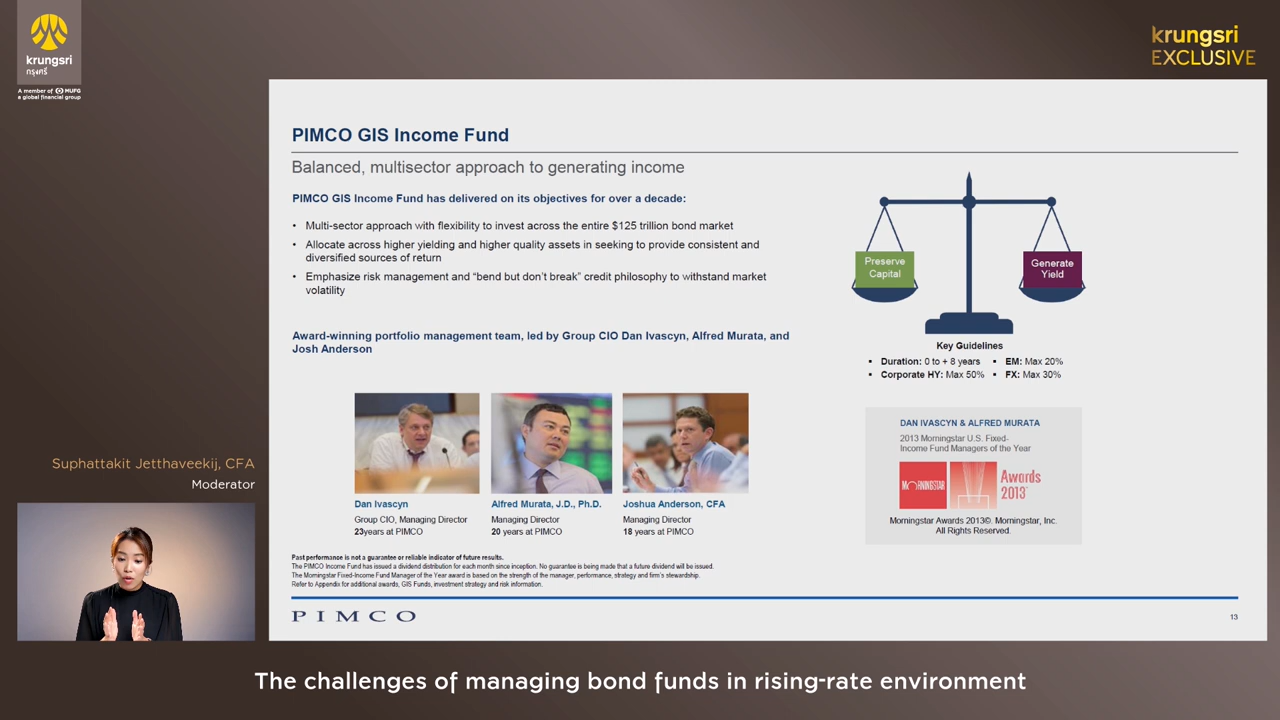 krungsri
กรุงศรี
A member of MUFG
a global financial group
krungsri
EXCLUSIVE
PIMCO GIS Income Fund
Balanced, multisector approach to generating income
PIMCO GIS Income Fund has delivered on its objectives for over a decade:
• Multi-sector approach with flexibility to invest across the entire $125 trillion bond market
• Allocate across higher yielding and higher quality assets in seeking to provide consistent and
diversified sources of return
• Emphasize risk management and “bend but don’t break” credit philosophy to withstand market
volatility
Award-winning portfolio management team, led by Group CIO Dan Ivascyn, Alfred Murata, and
Josh Anderson
Dan Ivascyn
Group CIO, Managing Director
23years at PIMCO
Alfred Murata, J.D., Ph.D.
Managing Director
20 years at PIMCO
Joshua Anderson, CFA
Managing Director
18 years at PIMCO
Preserve
Capital
Generate
Yield
Key Guidelines
▪ Duration: 0 to + 8 years ▪ EM: Max 20%
▪ Corporate HY: Max 50% ▪ FX: Max 30%
DAN IVASCYN & ALFRED MURATA
2013 Morningstar U.S. Fixed-
Income Fund Managers of the Year
MORNINGSTAR
Awards
2013
Morningstar Awards 2013©. Morningstar, Inc.
All Rights Reserved.
Past performance is not a guarantee or reliable indicator of future results.
The PIMCO Income Fund has issued a dividend distribution for each month since inception. No guarantee is being made that a future dividend will be issued.
The Morningstar Fixed-Income Fund Manager of the Year award is based on the strength of the manager, performance, strategy and firm’s stewardship.
Refer to Appendix for additional awards, GIS Funds, investment strategy and risk information.
PIMCO
13
Suphattakit Jetthaveekij, CFA
Moderator
The challenges of managing bond funds in rising-rate environment